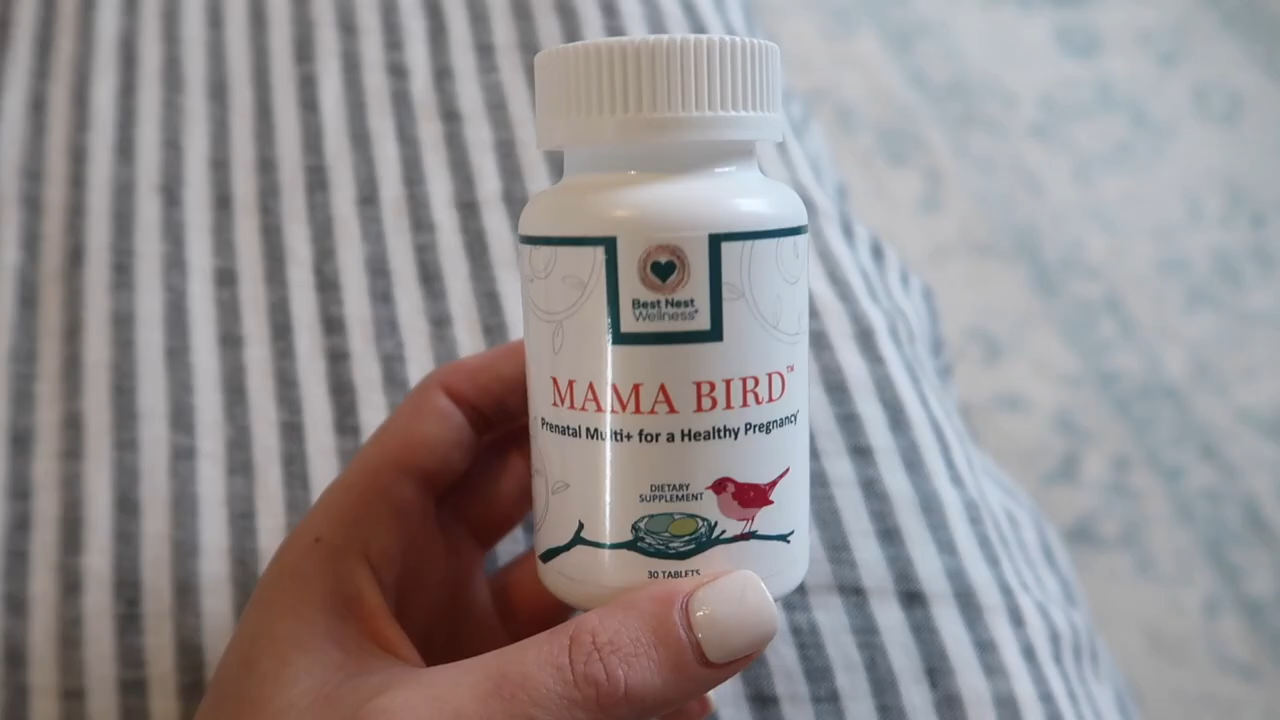 Best Nest
Wellness®
MAMA BIRD™
Prenatal Multi+ for a Healthy Pregnancy*
DIETARY
SUPPLEMENT
30 TABLETS